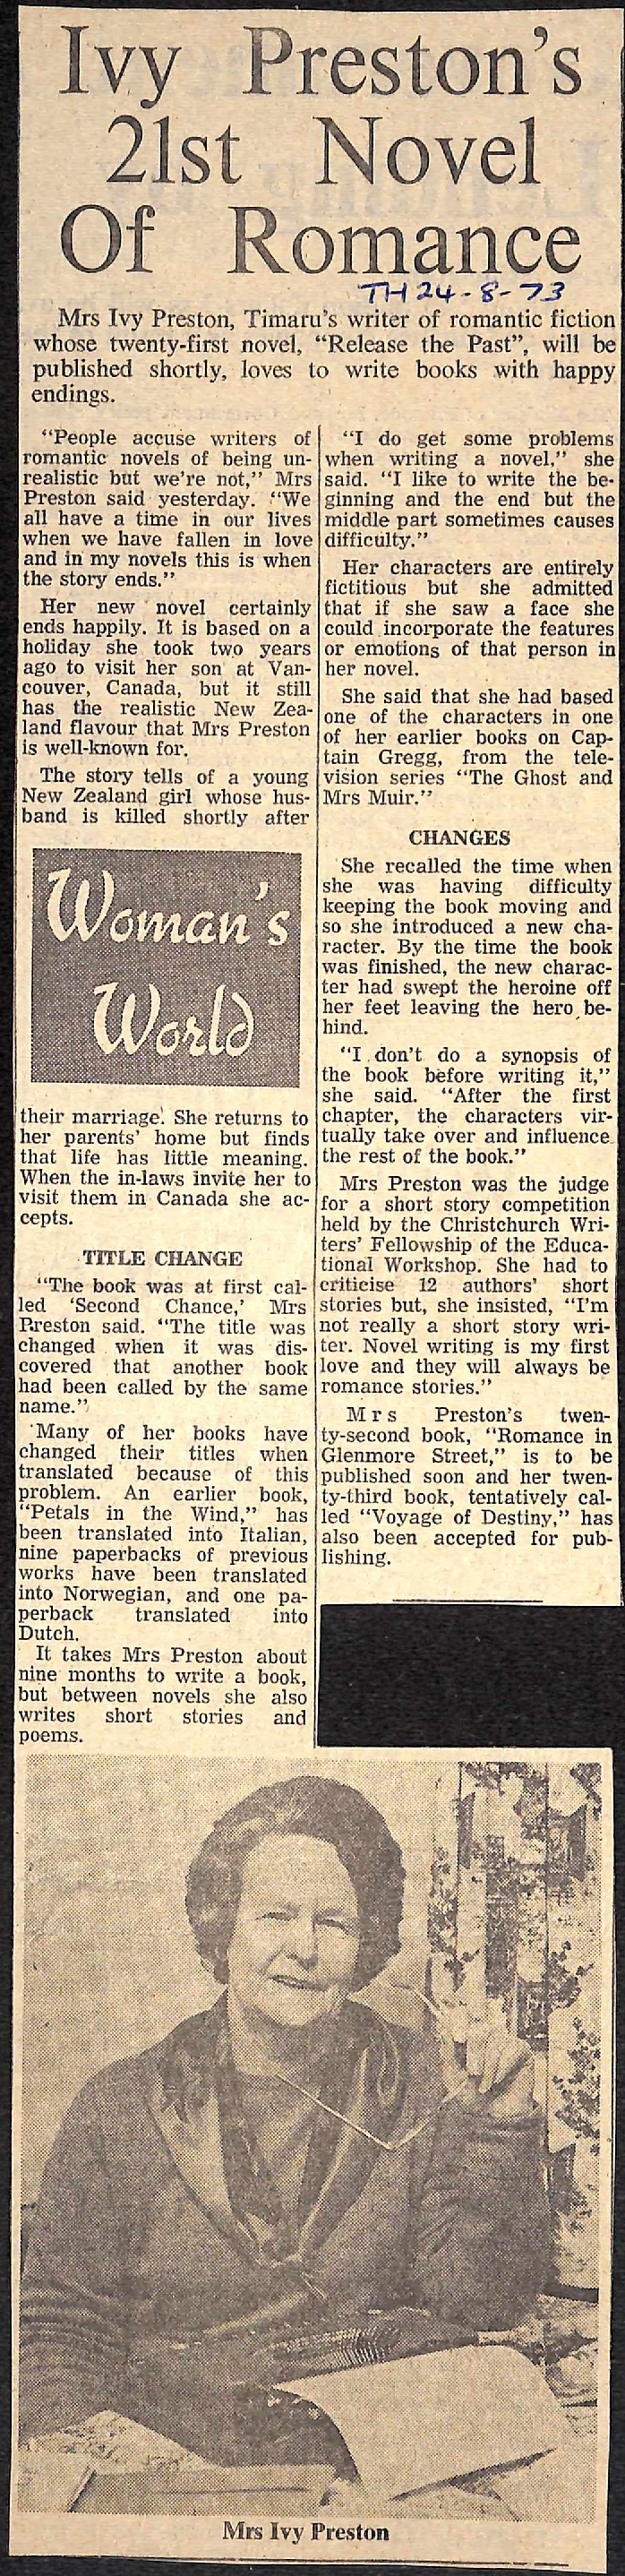 Ivy Preston's
21st Novel
Of Romance
TH 24-8-73
Mrs Ivy Preston, Timaru's writer of romantic fiction
whose twenty-first novel, "Release the Past", will be
published shortly, loves to write books with happy
endings.
"People accuse writers of
romantic novels of being un-
realistic but we're not," Mrs
Preston said yesterday. "We
all have a time in our lives
when we have fallen in love
and in my novels this is when
the story ends."
Her new novel certainly
ends happily. It is based on a
holiday she took two years
ago to visit her son at Van-
couver, Canada, but it still
has the realistic New Zea-
land flavour that Mrs Preston
is well-known for.
The story tells of a young
New Zealand girl whose hus-
band is killed shortly after
Woman's
World
their marriage. She returns to
her parents' home but finds
that life has little meaning.
When the in-laws invite her to
visit them in Canada she ac-
cepts.
TITLE CHANGE
"The book was at first cal-
led 'Second Chance,' Mrs
Preston said. "The title was
changed when it was dis-
covered that another book
had been called by the same
name."
Many of her books have
changed their titles when
translated because of this
problem. An earlier book,
"Petals in the Wind," has
been translated into Italian,
nine paperbacks of previous
works have been translated
into Norwegian, and one pa-
perback translated into
Dutch.
It takes Mrs Preston about
nine months to write a book,
but between novels she also
writes short stories and
poems.
"I do get some problems
when writing a novel," she
said. "I like to write the be-
ginning and the end but the
middle part sometimes causes
difficulty."
Her characters are entirely
fictitious but she admitted
that if she saw a face she
could incorporate the features
or emotions of that person in
her novel.
She said that she had based
one of the characters in one
of her earlier books on Cap-
tain Gregg, from the tele-
vision series "The Ghost and
Mrs Muir."
CHANGES
She recalled the time when
she was having difficulty
keeping the book moving and
so she introduced a new cha-
racter. By the time the book
was finished, the new charac-
ter had swept the heroine off
her feet leaving the hero be-
hind.
"I don't do a synopsis of
the book before writing it,"
she said. "After the first
chapter, the characters vir-
tually take over and influence
the rest of the book."
Mrs Preston was the judge
for a short story competition
held by the Christchurch Wri-
ters' Fellowship of the Educa-
tional Workshop. She had to
criticise 12 authors' short
stories but, she insisted, "I'm
not really a short story wri-
ter. Novel writing is my first
love and they will always be
romance stories."
Mrs Preston's twen-
ty-second book, "Romance in
Glenmore Street," is to be
published soon and her twen-
ty-third book, tentatively cal-
led "Voyage of Destiny," has
also been accepted for pub-
lishing.
Mrs Ivy Preston